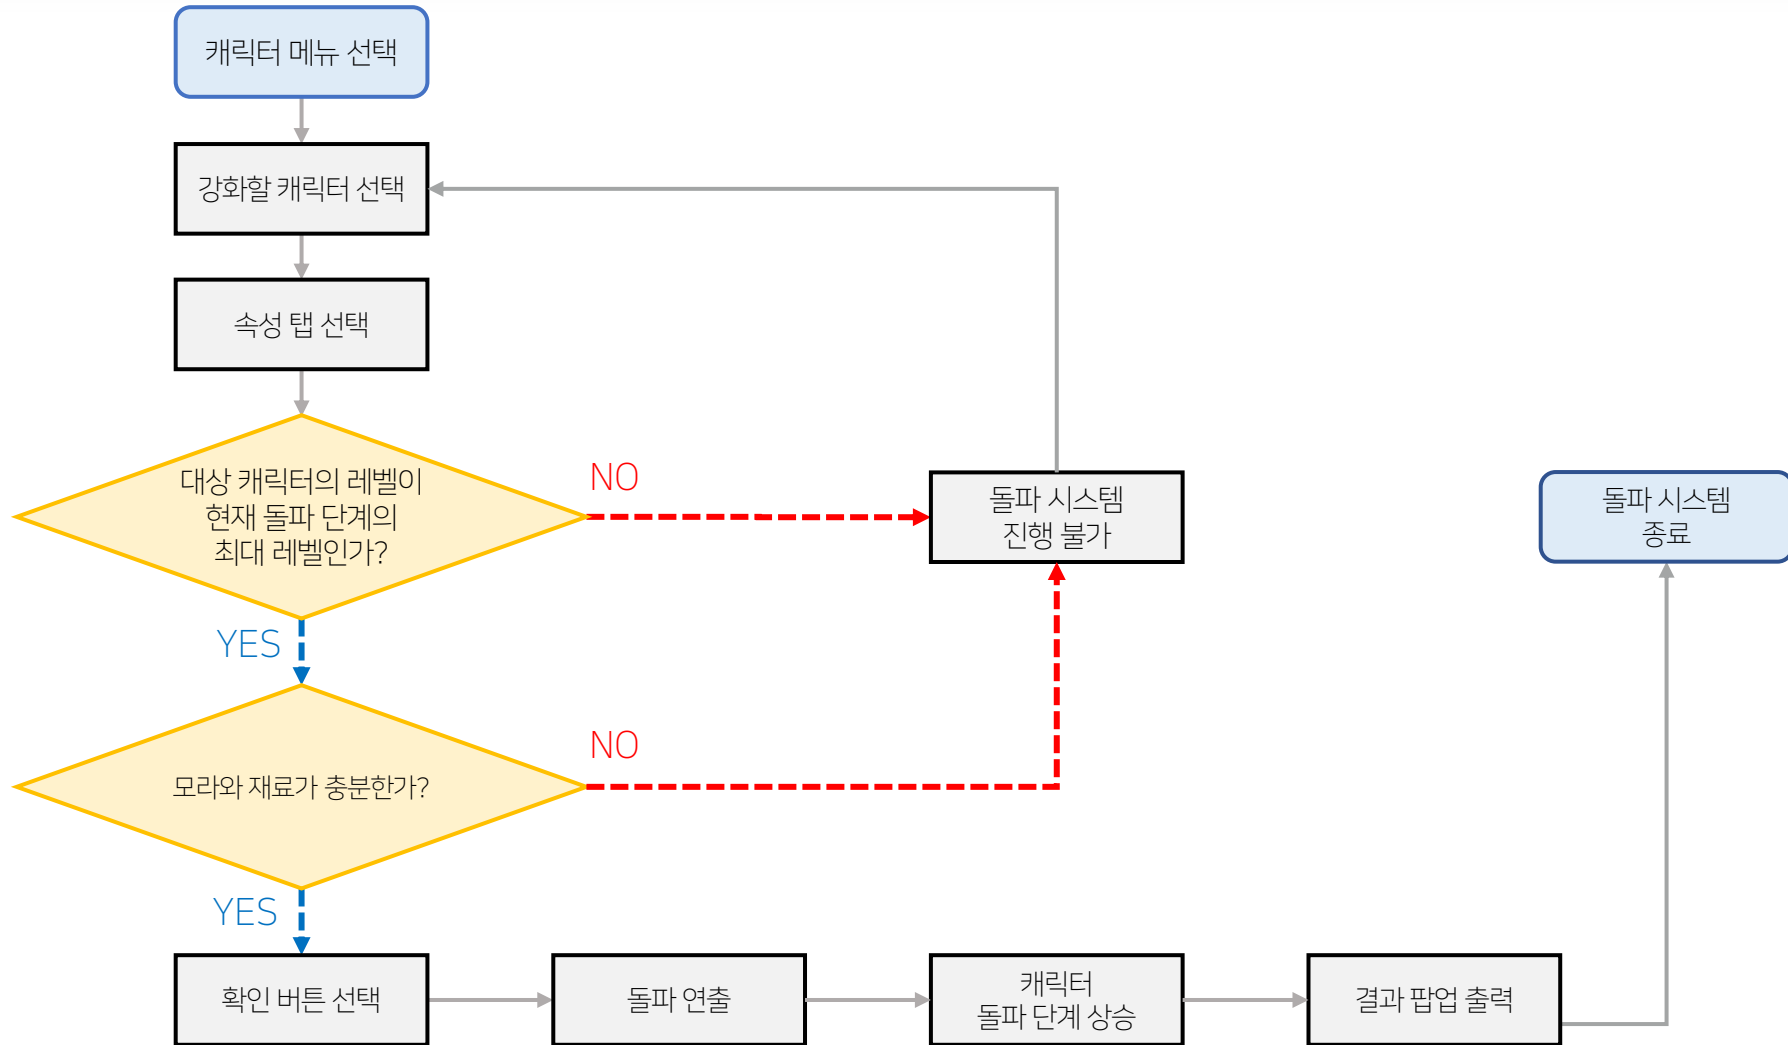 캐릭터 메뉴 선택
강화할 캐릭터 선택
속성 탭 선택
대상 캐릭터의 레벨이
현재 돌파 단계의
최대 레벨인가?
NO
돌파 시스템
진행 불가
돌파 시스템
종료
YES
모라와 재료가 충분한가?
NO
YES
확인 버튼 선택
돌파 연출
캐릭터
돌파 단계 상승
결과 팝업 출력